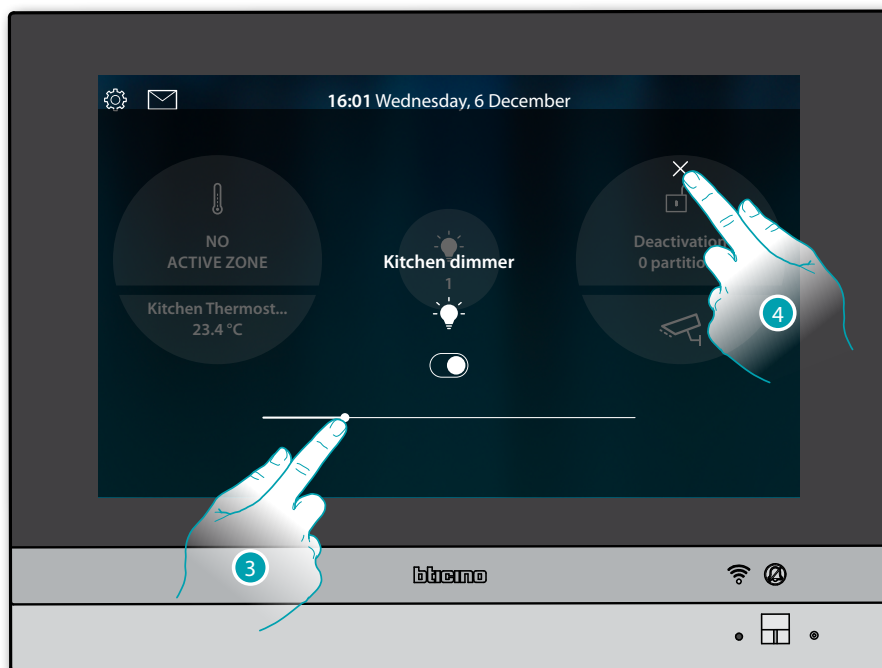 16:01 Wednesday, 6 December
NO
ACTIVE ZONE
Kitchen Thermost...
23.4 °C
Kitchen dimmer
1
Deactivation
0 partitio
3
4
bticino